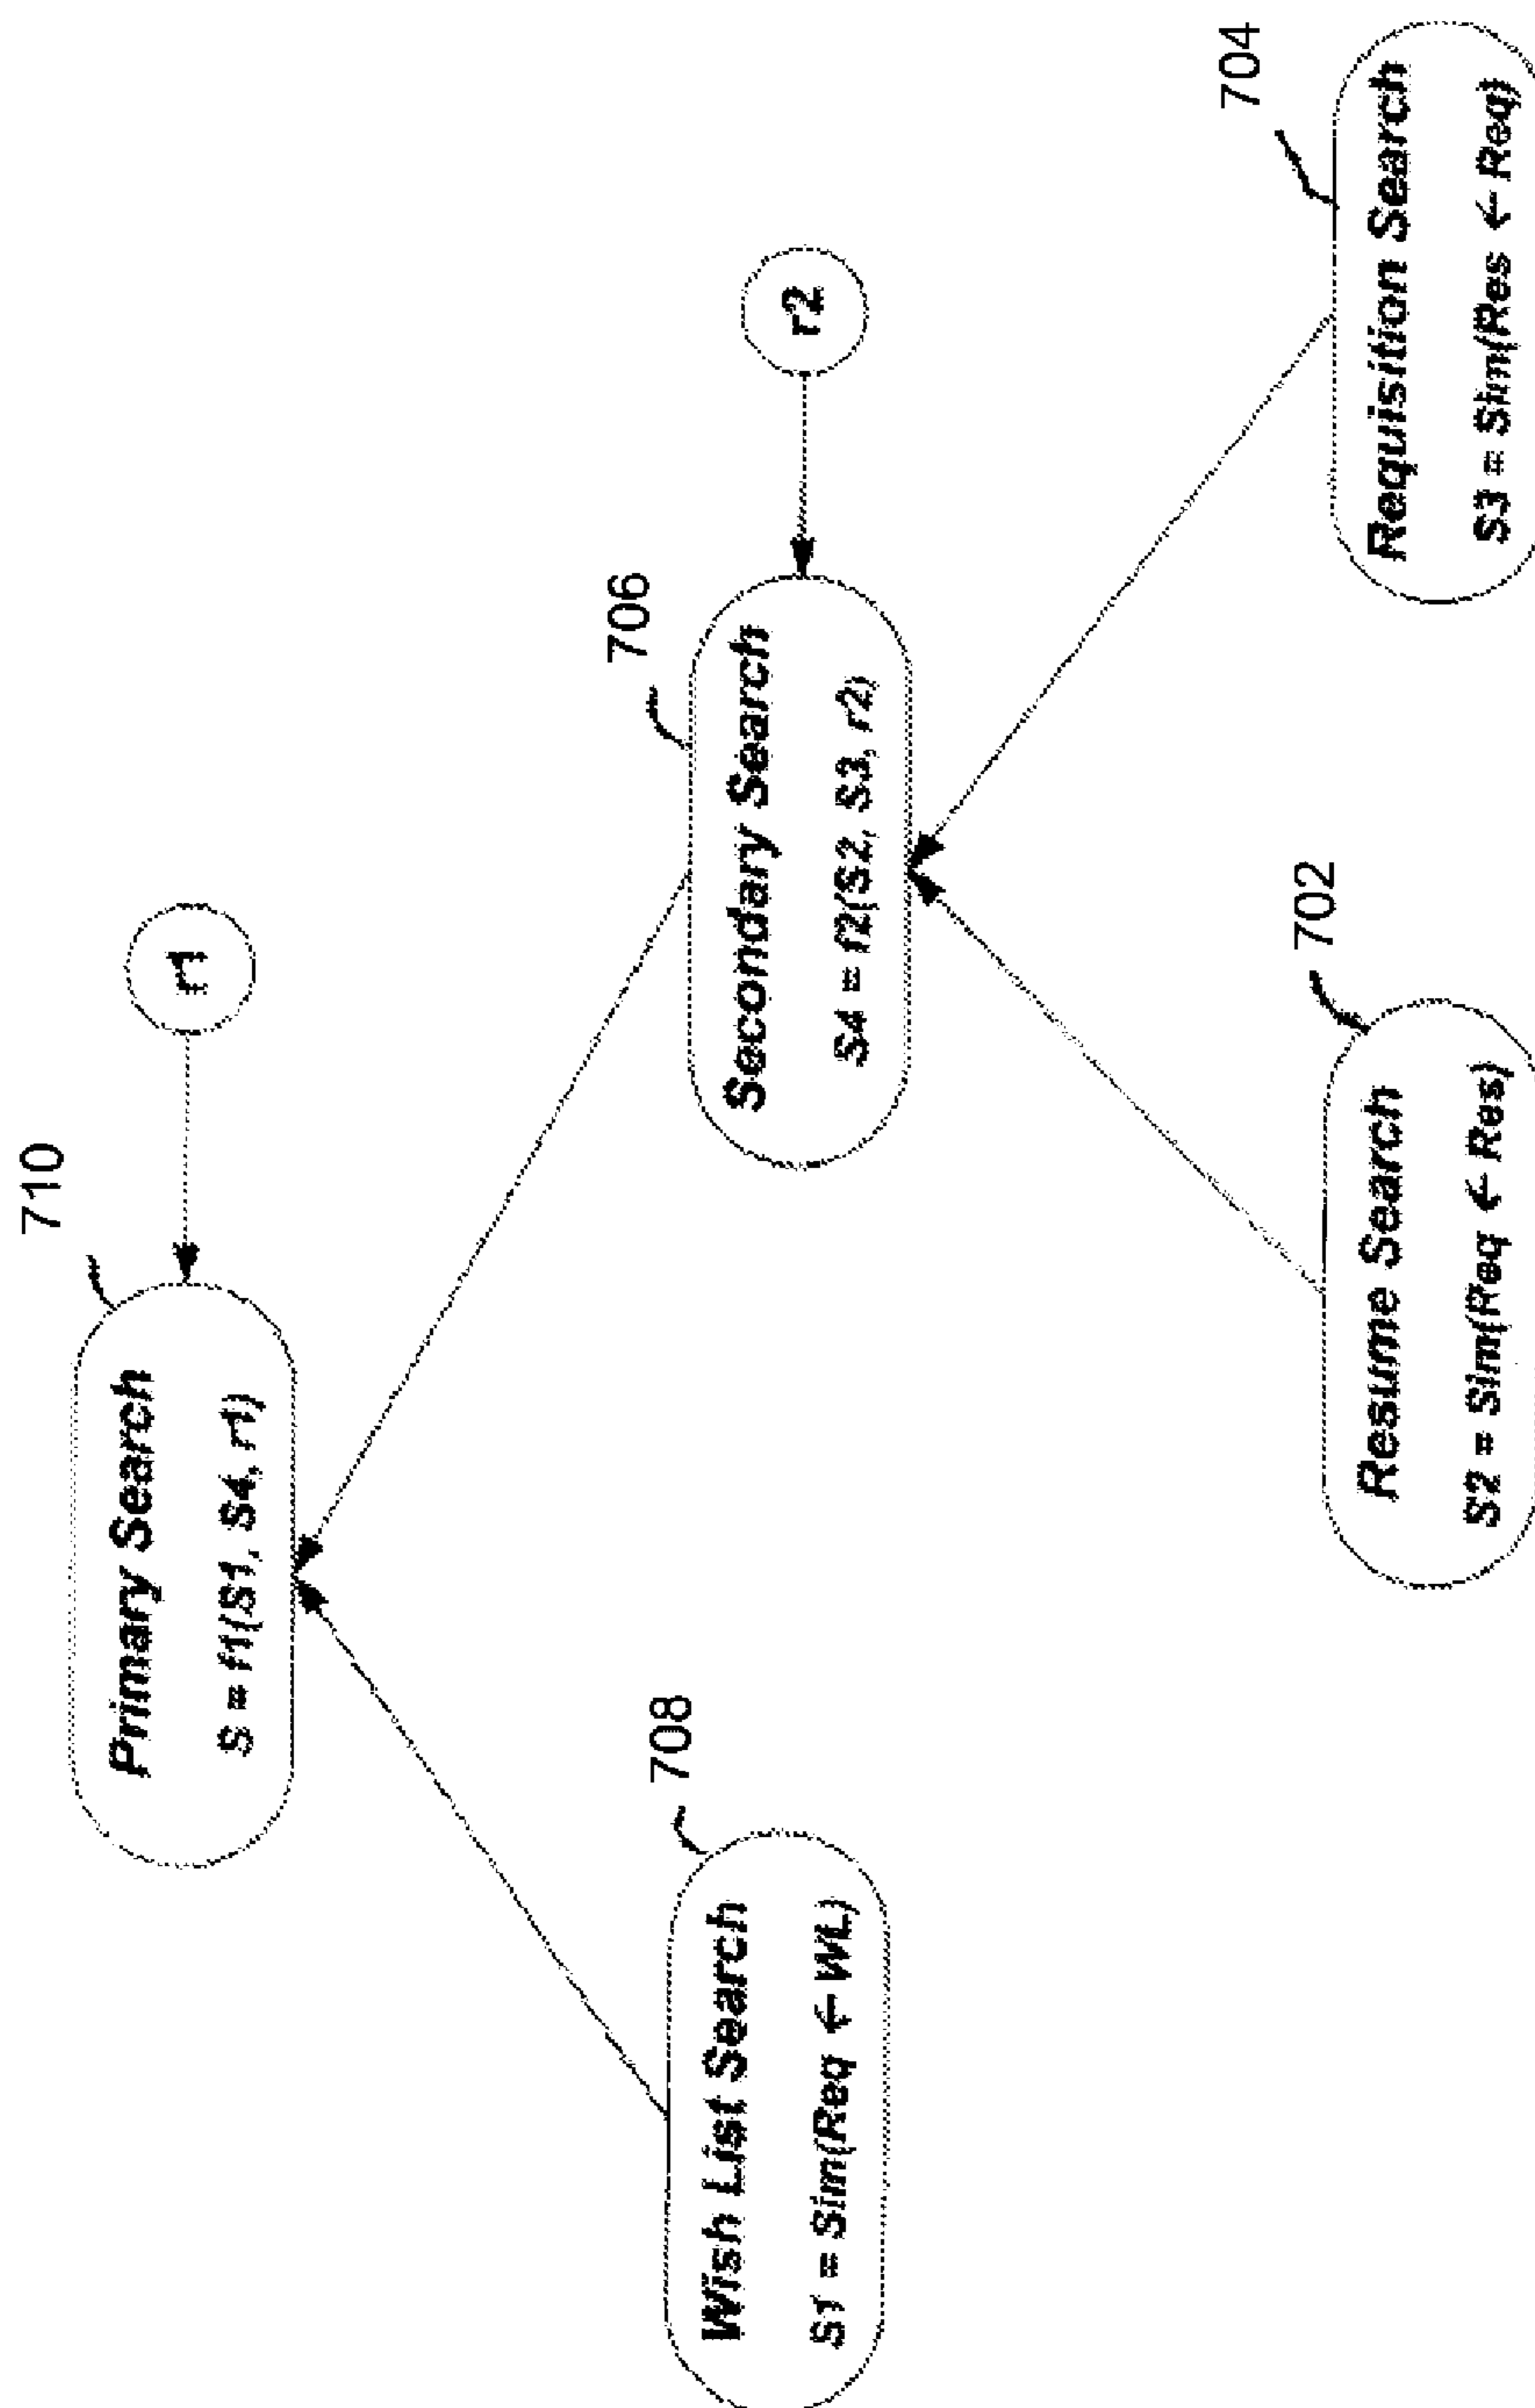 710
Primary Search
S = f1(S1, S4, r1)
r1
708
Wish List Search
S1 = Sim(Req ← WL)
706
Secondary Search
S4 = f2(S2, S3, r2)
r2
702
Resume Search
S2 = Sim(Req ← Res)
704
Requisition Search
S3 = Sim(Res ← Req)